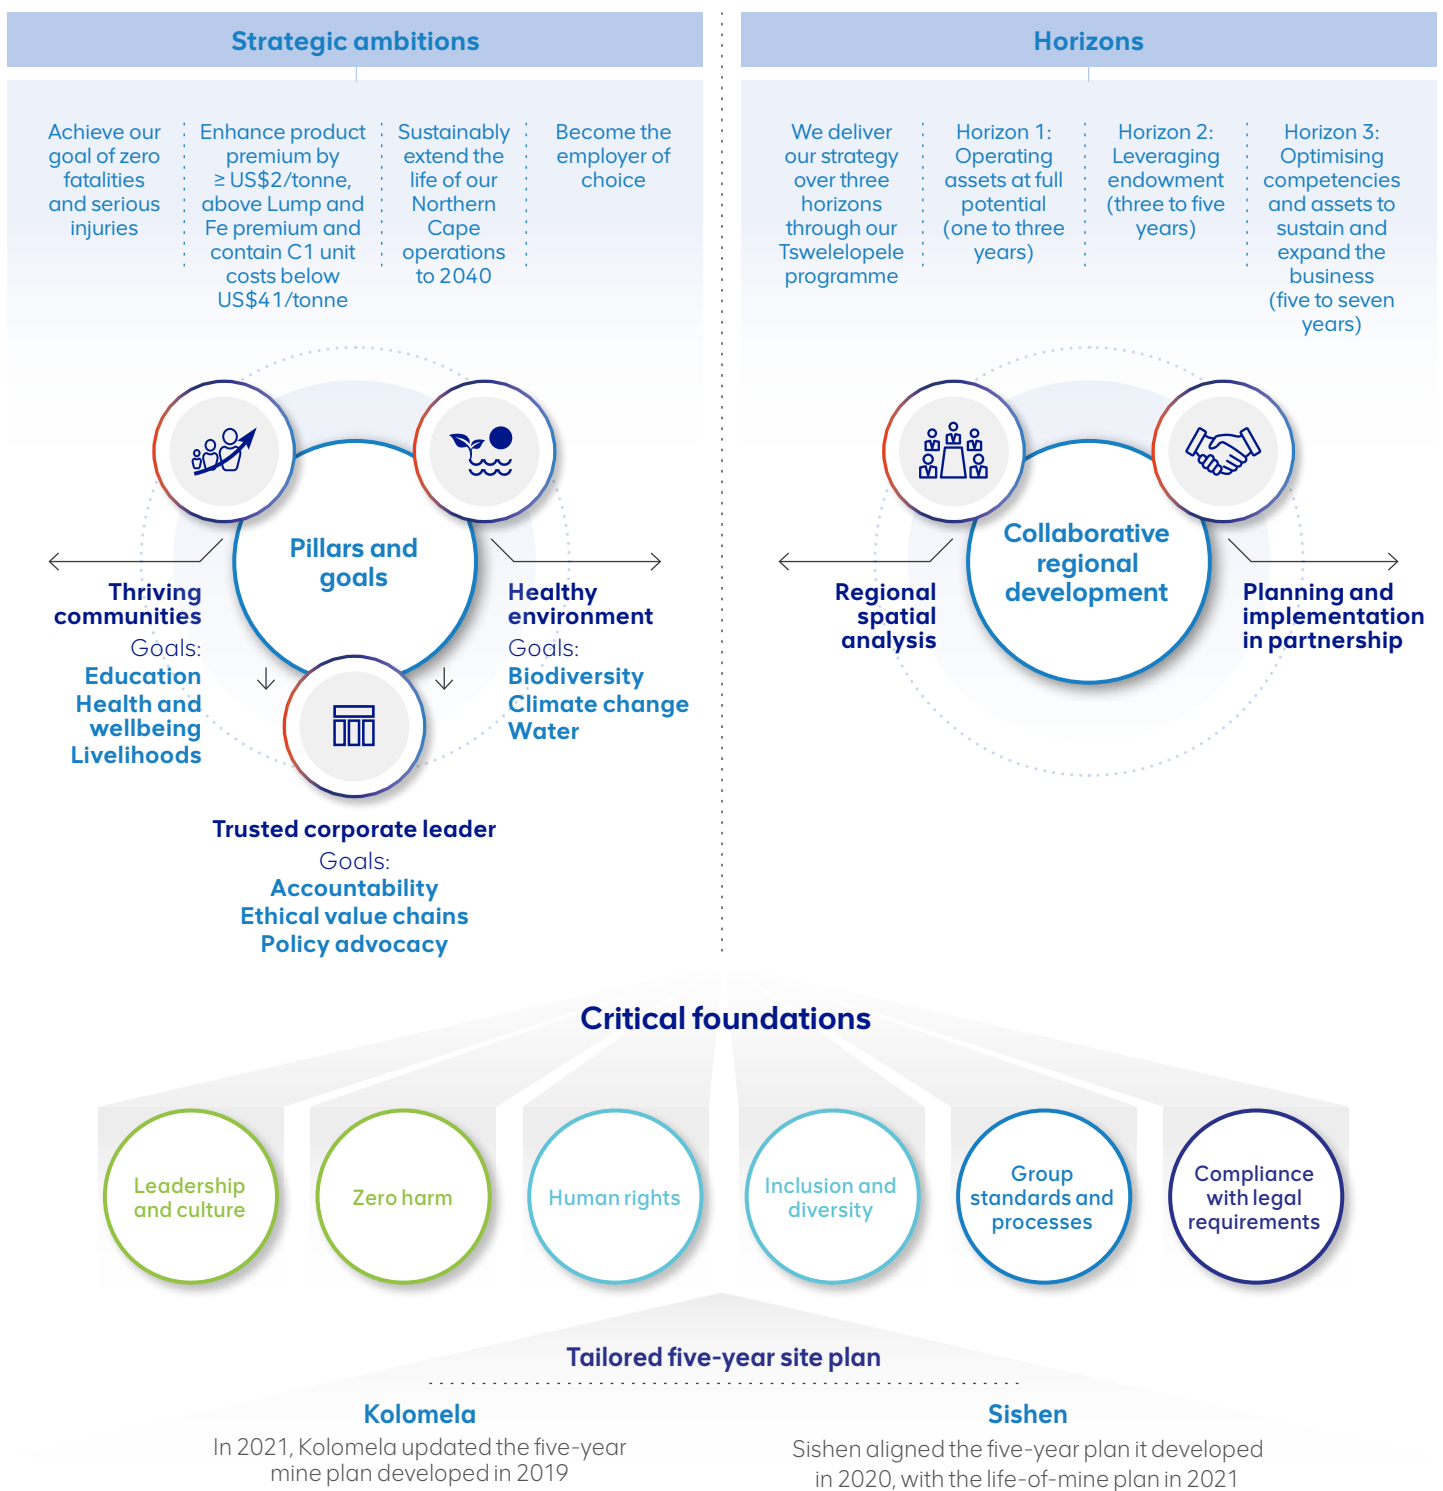 Strategic ambitions
Achieve our
goal of zero
fatalities
and serious
injuries
Enhance product
premium by
≥ US$2/tonne,
above Lump and
Fe premium and
contain C1 unit
costs below
US$41/tonne
Sustainably
extend the
life of our
Northern
Cape
operations
to 2040
Become the
employer of
choice
Pillars and
goals
Thriving
communities
Goals:
Education
Health and
wellbeing
Livelihoods
Healthy
environment
Goals:
Biodiversity
Climate change
Water
Trusted corporate leader
Goals:
Accountability
Ethical value chains
Policy advocacy
Horizons
We deliver
our strategy
over three
horizons
through our
Tswelelopele
programme
Horizon 1:
Operating
assets at full
potential
(one to three
years)
Horizon 2:
Leveraging
endowment
(three to five
years)
Horizon 3:
Optimising
competencies
and assets to
sustain and
expand the
business
(five to seven
years)
Collaborative
regional
development
Regional
spatial
analysis
Planning and
implementation
in partnership
Critical foundations
Leadership
and culture
Zero harm
Human rights
Inclusion and
diversity
Group
standards and
processes
Compliance
with legal
requirements
Tailored five-year site plan
Kolomela
In 2021, Kolomela updated the five-year
mine plan developed in 2019
Sishen
Sishen aligned the five-year plan it developed
in 2020, with the life-of-mine plan in 2021